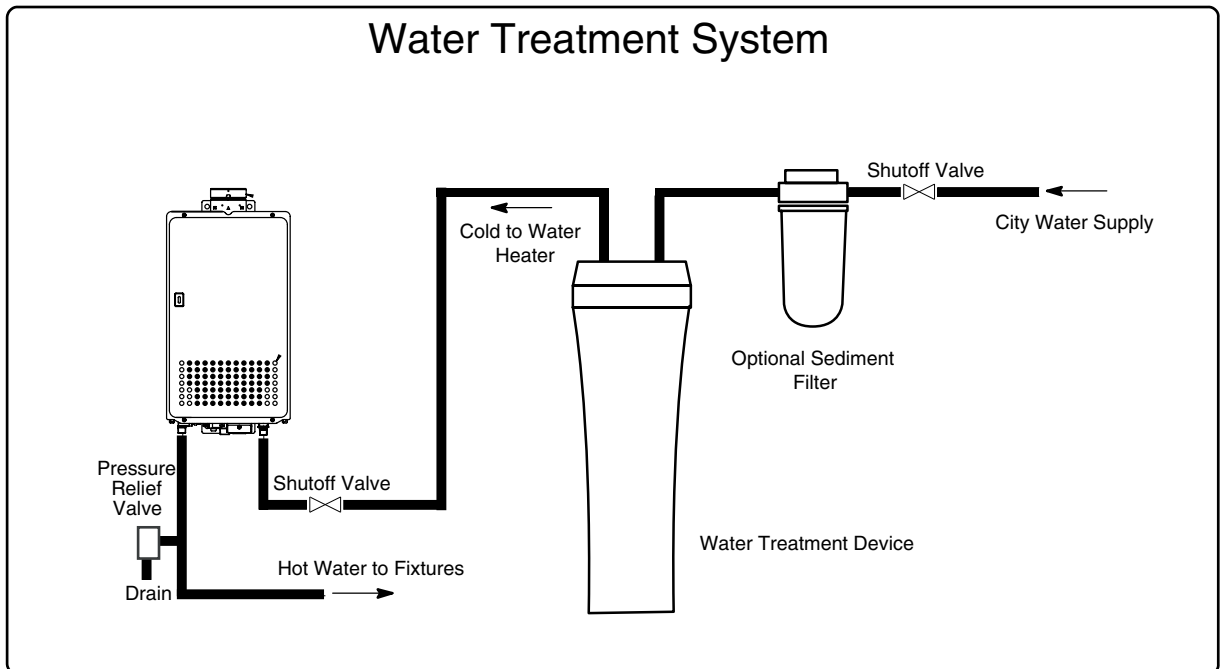 Water Treatment System
Shutoff Valve
City Water Supply
Cold to Water
Heater
Optional Sediment
Filter
Pressure
Relief
Valve
Shutoff Valve
Water Treatment Device
Hot Water to Fixtures
Drain